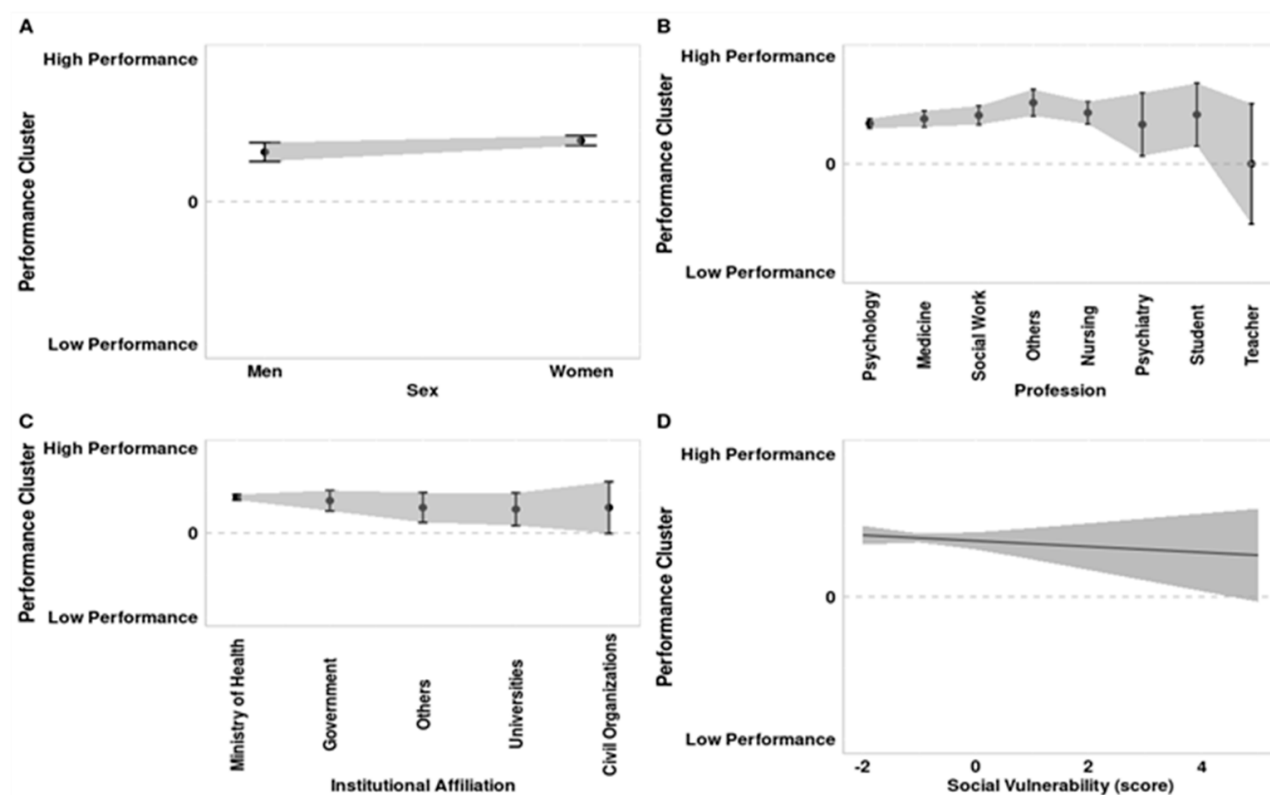 A
High Performance
Performance Cluster
0
Low Performance
Men
Women
Sex
B
High Performance
Performance Cluster
0
Low Performance
Psychology
Medicine
Social Work
Others
Nursing
Psychiatry
Student
Teacher
Profession
C
High Performance
Performance Cluster
0
Low Performance
Ministry of Health
Government
Others
Universities
Civil Organizations
Institutional Affiliation
D
High Performance
Performance Cluster
0
Low Performance
-2
0
2
4
Social Vulnerability (score)